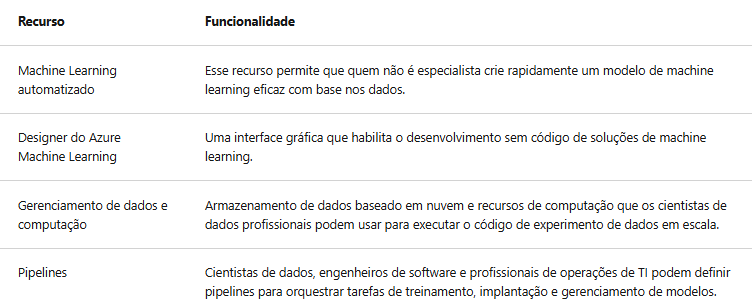 Recurso Funcionalidade
Machine Learning automatizado
Esse recurso permite que quem não é especialista crie rapidamente um modelo de machine
learning eficaz com base nos dados.
Designer do Azure
Machine Learning
Uma interface gráfica que habilita o desenvolvimento sem código de soluções de machine
learning.
Gerenciamento de dados e
computação
Armazenamento de dados baseado em nuvem e recursos de computação que os cientistas de
dados profissionais podem usar para executar o código de experimento de dados em escala.
Pipelines
Cientistas de dados, engenheiros de software e profissionais de operações de TI podem definir
pipelines para orquestrar tarefas de treinamento, implantação e gerenciamento de modelos.